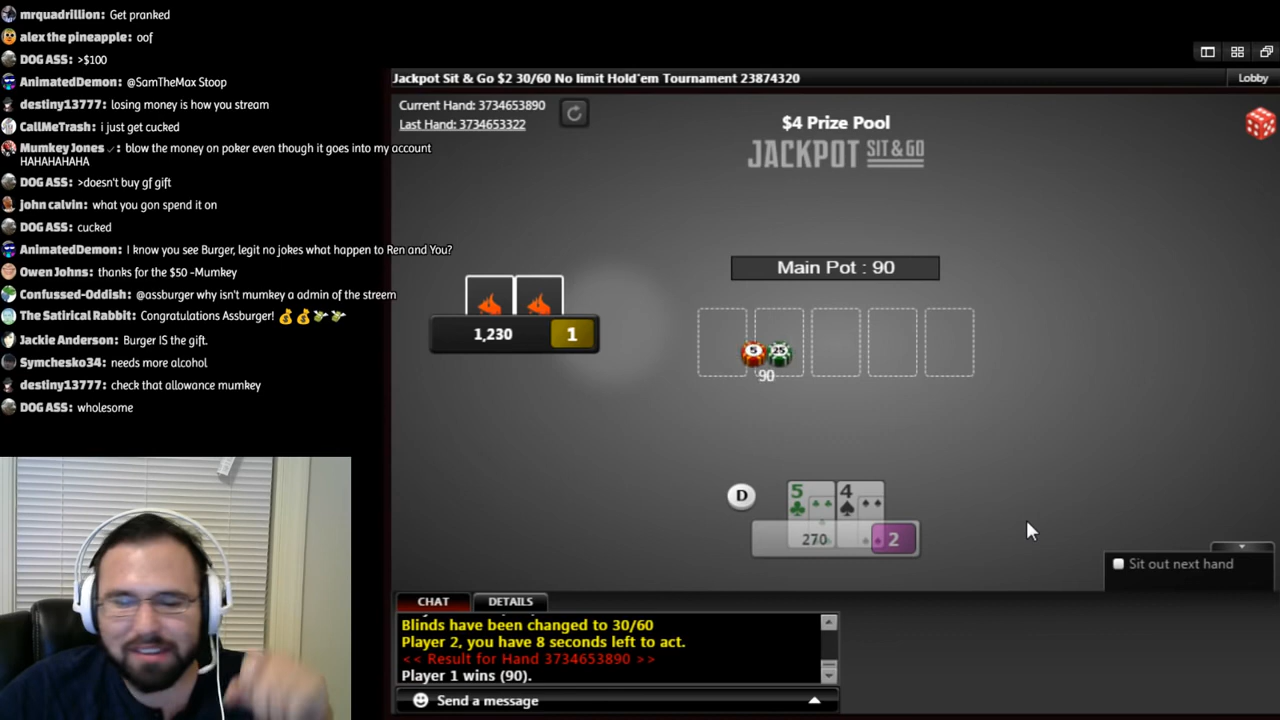 mrquadrillion: Get pranked
alex the pineapple: oof
DOG ASS: >$100
AnimatedDemon: @SamTheMax Stoop
destiny13777: losing money is how you stream
CallMeTrash: i just get cucked
Mumkey Jones ✓: blow the money on poker even though it goes into my account
HAHAHAHAHA
DOG ASS: >doesn't buy gf gift
john calvin: what you gon spend it on
DOG ASS: cucked
AnimatedDemon: I know you see Burger, legit no jokes what happen to Ren and You?
Owen Johns: thanks for the $50 -Mumkey
Confussed-Oddish: @assburger why isn't mumkey a admin of the streem
The Satirical Rabbit: Congratulations Assburger! 💰💰💸💸
Jackie Anderson: Burger IS the gift.
Symchesko34: needs more alcohol
destiny13777: check that allowance mumkey
DOG ASS: wholesome
Jackpot Sit & Go $2 30/60 No limit Hold'em Tournament 23874320
Lobby
Current Hand: 3734653890
Last Hand: 3734653322
$4 Prize Pool
JACKPOT SIT & GO
Main Pot : 90
1,230 1
5 25
90
D
5 4
270 2
Sit out next hand
CHAT DETAILS
Blinds have been changed to 30/60
Player 2, you have 8 seconds left to act.
<< Result for Hand 3734653890 >>
Player 1 wins (90).
Send a message